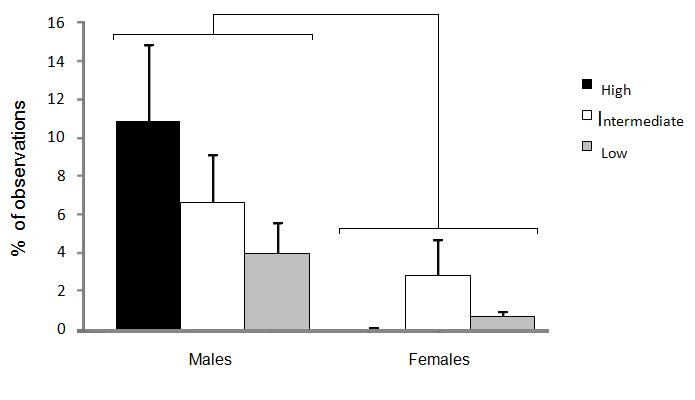 % of observations
16
14
12
10
8
6
4
2
0
Males
Females
High
Intermediate
Low